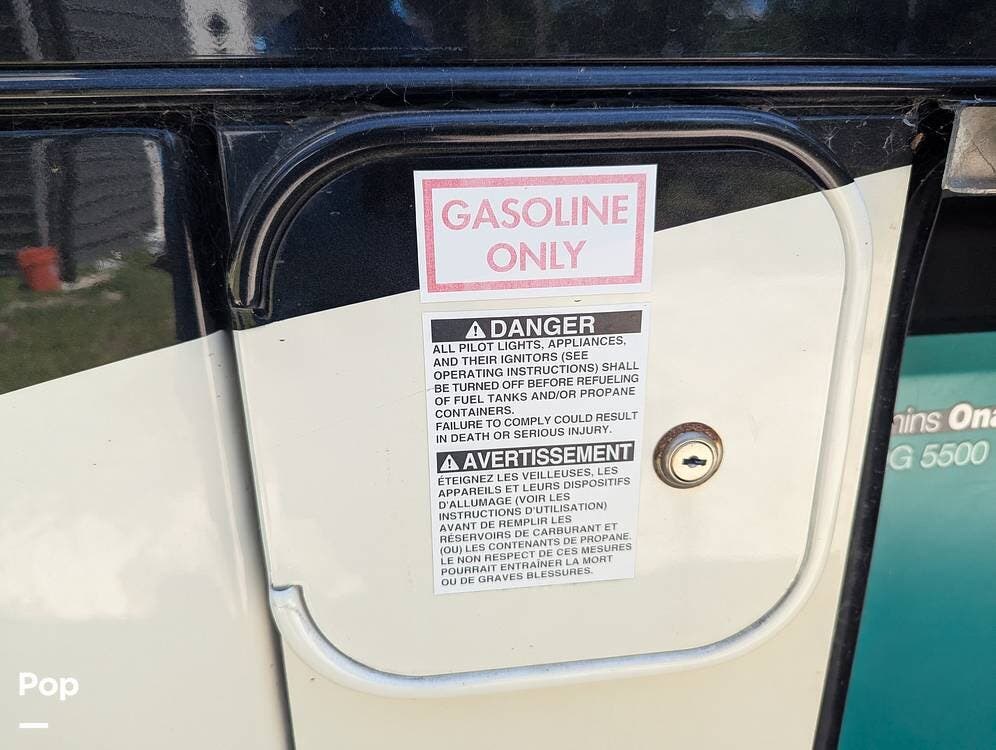 GASOLINE
ONLY
DANGER
ALL PILOT LIGHTS, APPLIANCES,
AND THEIR IGNITORS (SEE
OPERATING INSTRUCTIONS) SHALL
BE TURNED OFF BEFORE REFUELING
OF FUEL TANKS AND/OR PROPANE
CONTAINERS.
FAILURE TO COMPLY COULD RESULT
IN DEATH OR SERIOUS INJURY.
AVERTISSEMENT
ÉTEIGNEZ LES VEILLEUSES, LES
APPAREILS ET LEURS DISPOSITIFS
D'ALLUMAGE (VOIR LES
INSTRUCTIONS D'UTILISATION)
AVANT DE REMPLIR LES
RÉSERVOIRS DE CARBURANT ET
(OU) LES CONTENANTS DE PROPANE.
LE NON RESPECT DE CES MESURES
POURRAIT ENTRAÎNER LA MORT
OU DE GRAVES BLESSURES.
nins Ona
G 5500
Pop